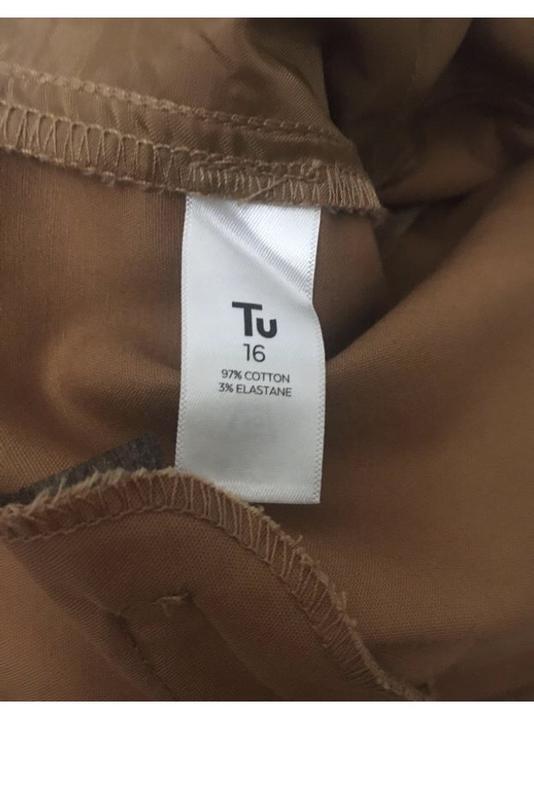 Tu
16
97% COTTON
3% ELASTANE